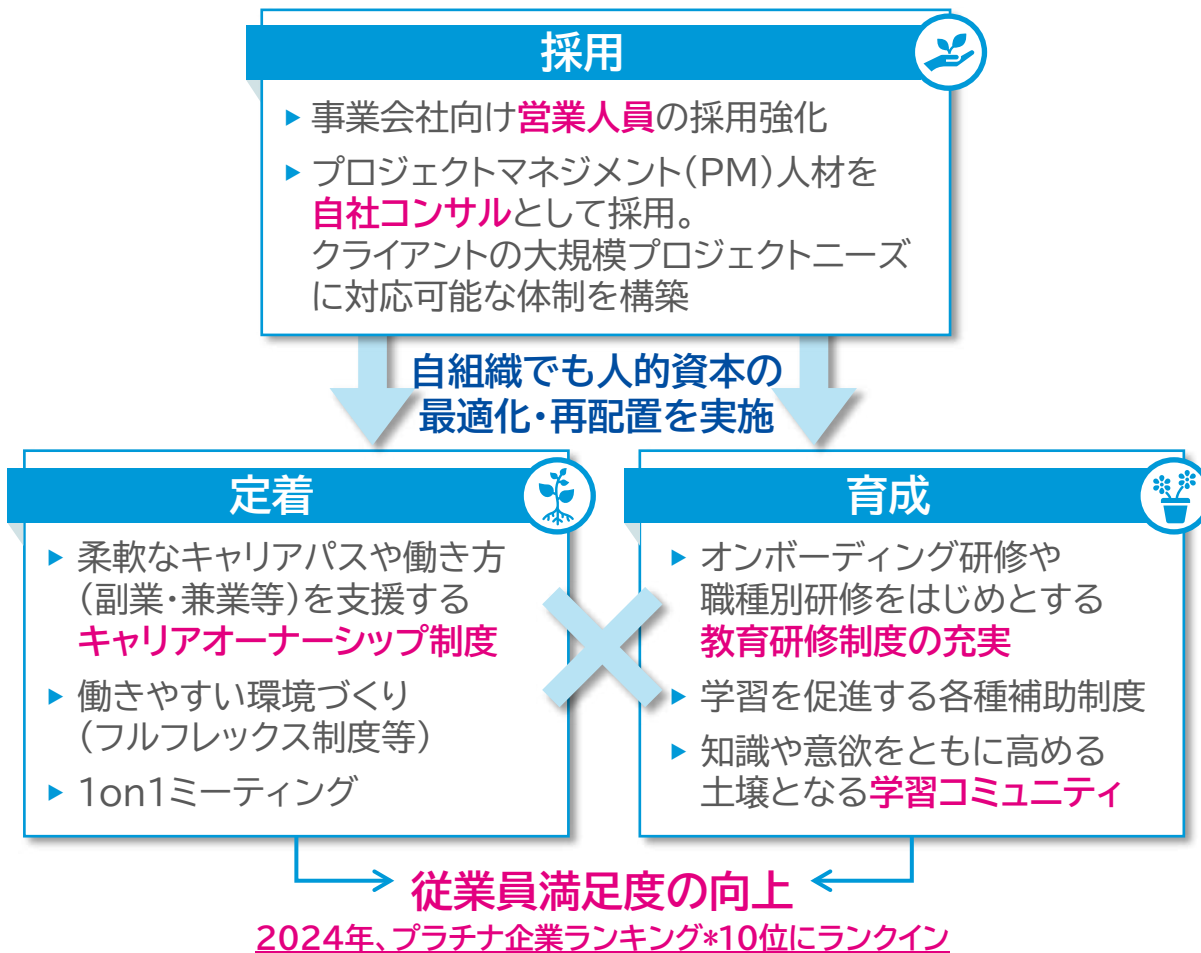 採用
▶ 事業会社向け営業人員の採用強化
▶ プロジェクトマネジメント(PM)人材を
自社コンサルとして採用。
クライアントの大規模プロジェクトニーズ
に対応可能な体制を構築
自組織でも人的資本の
最適化・再配置を実施
定着
▶ 柔軟なキャリアパスや働き方
(副業・兼業等)を支援する
キャリアオーナーシップ制度
▶ 働きやすい環境づくり
(フルフレックス制度等)
▶ 1on1ミーティング
育成
▶ オンボーディング研修や
職種別研修をはじめとする
教育研修制度の充実
▶ 学習を促進する各種補助制度
▶ 知識や意欲をともに高める
土壌となる学習コミュニティ
従業員満足度の向上
2024年、プラチナ企業ランキング*10位にランクイン